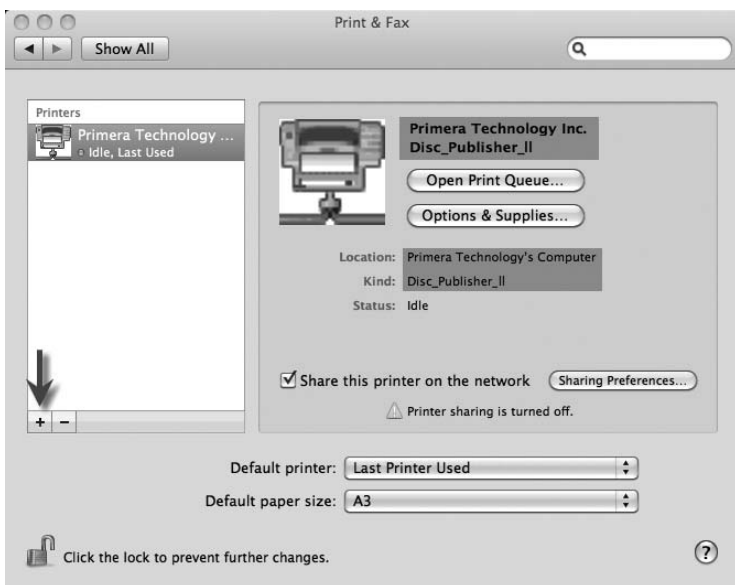 Print & Fax
Show All
Printers
Primera Technology ...
Idle, Last Used
Primera Technology Inc.
Disc_Publisher_ll
Open Print Queue...
Options & Supplies...
Location: Primera Technology's Computer
Kind: Disc_Publisher_ll
Status: Idle
Share this printer on the network
Sharing Preferences...
Printer sharing is turned off.
+ −
Default printer: Last Printer Used
Default paper size: A3
Click the lock to prevent further changes.
?